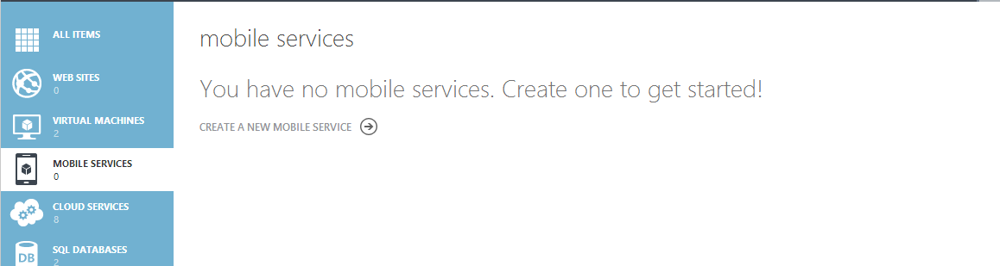 ALL ITEMS
WEB SITES
0
VIRTUAL MACHINES
2
MOBILE SERVICES
0
CLOUD SERVICES
8
SQL DATABASES
2
DB
mobile services
You have no mobile services. Create one to get started!
CREATE A NEW MOBILE SERVICE